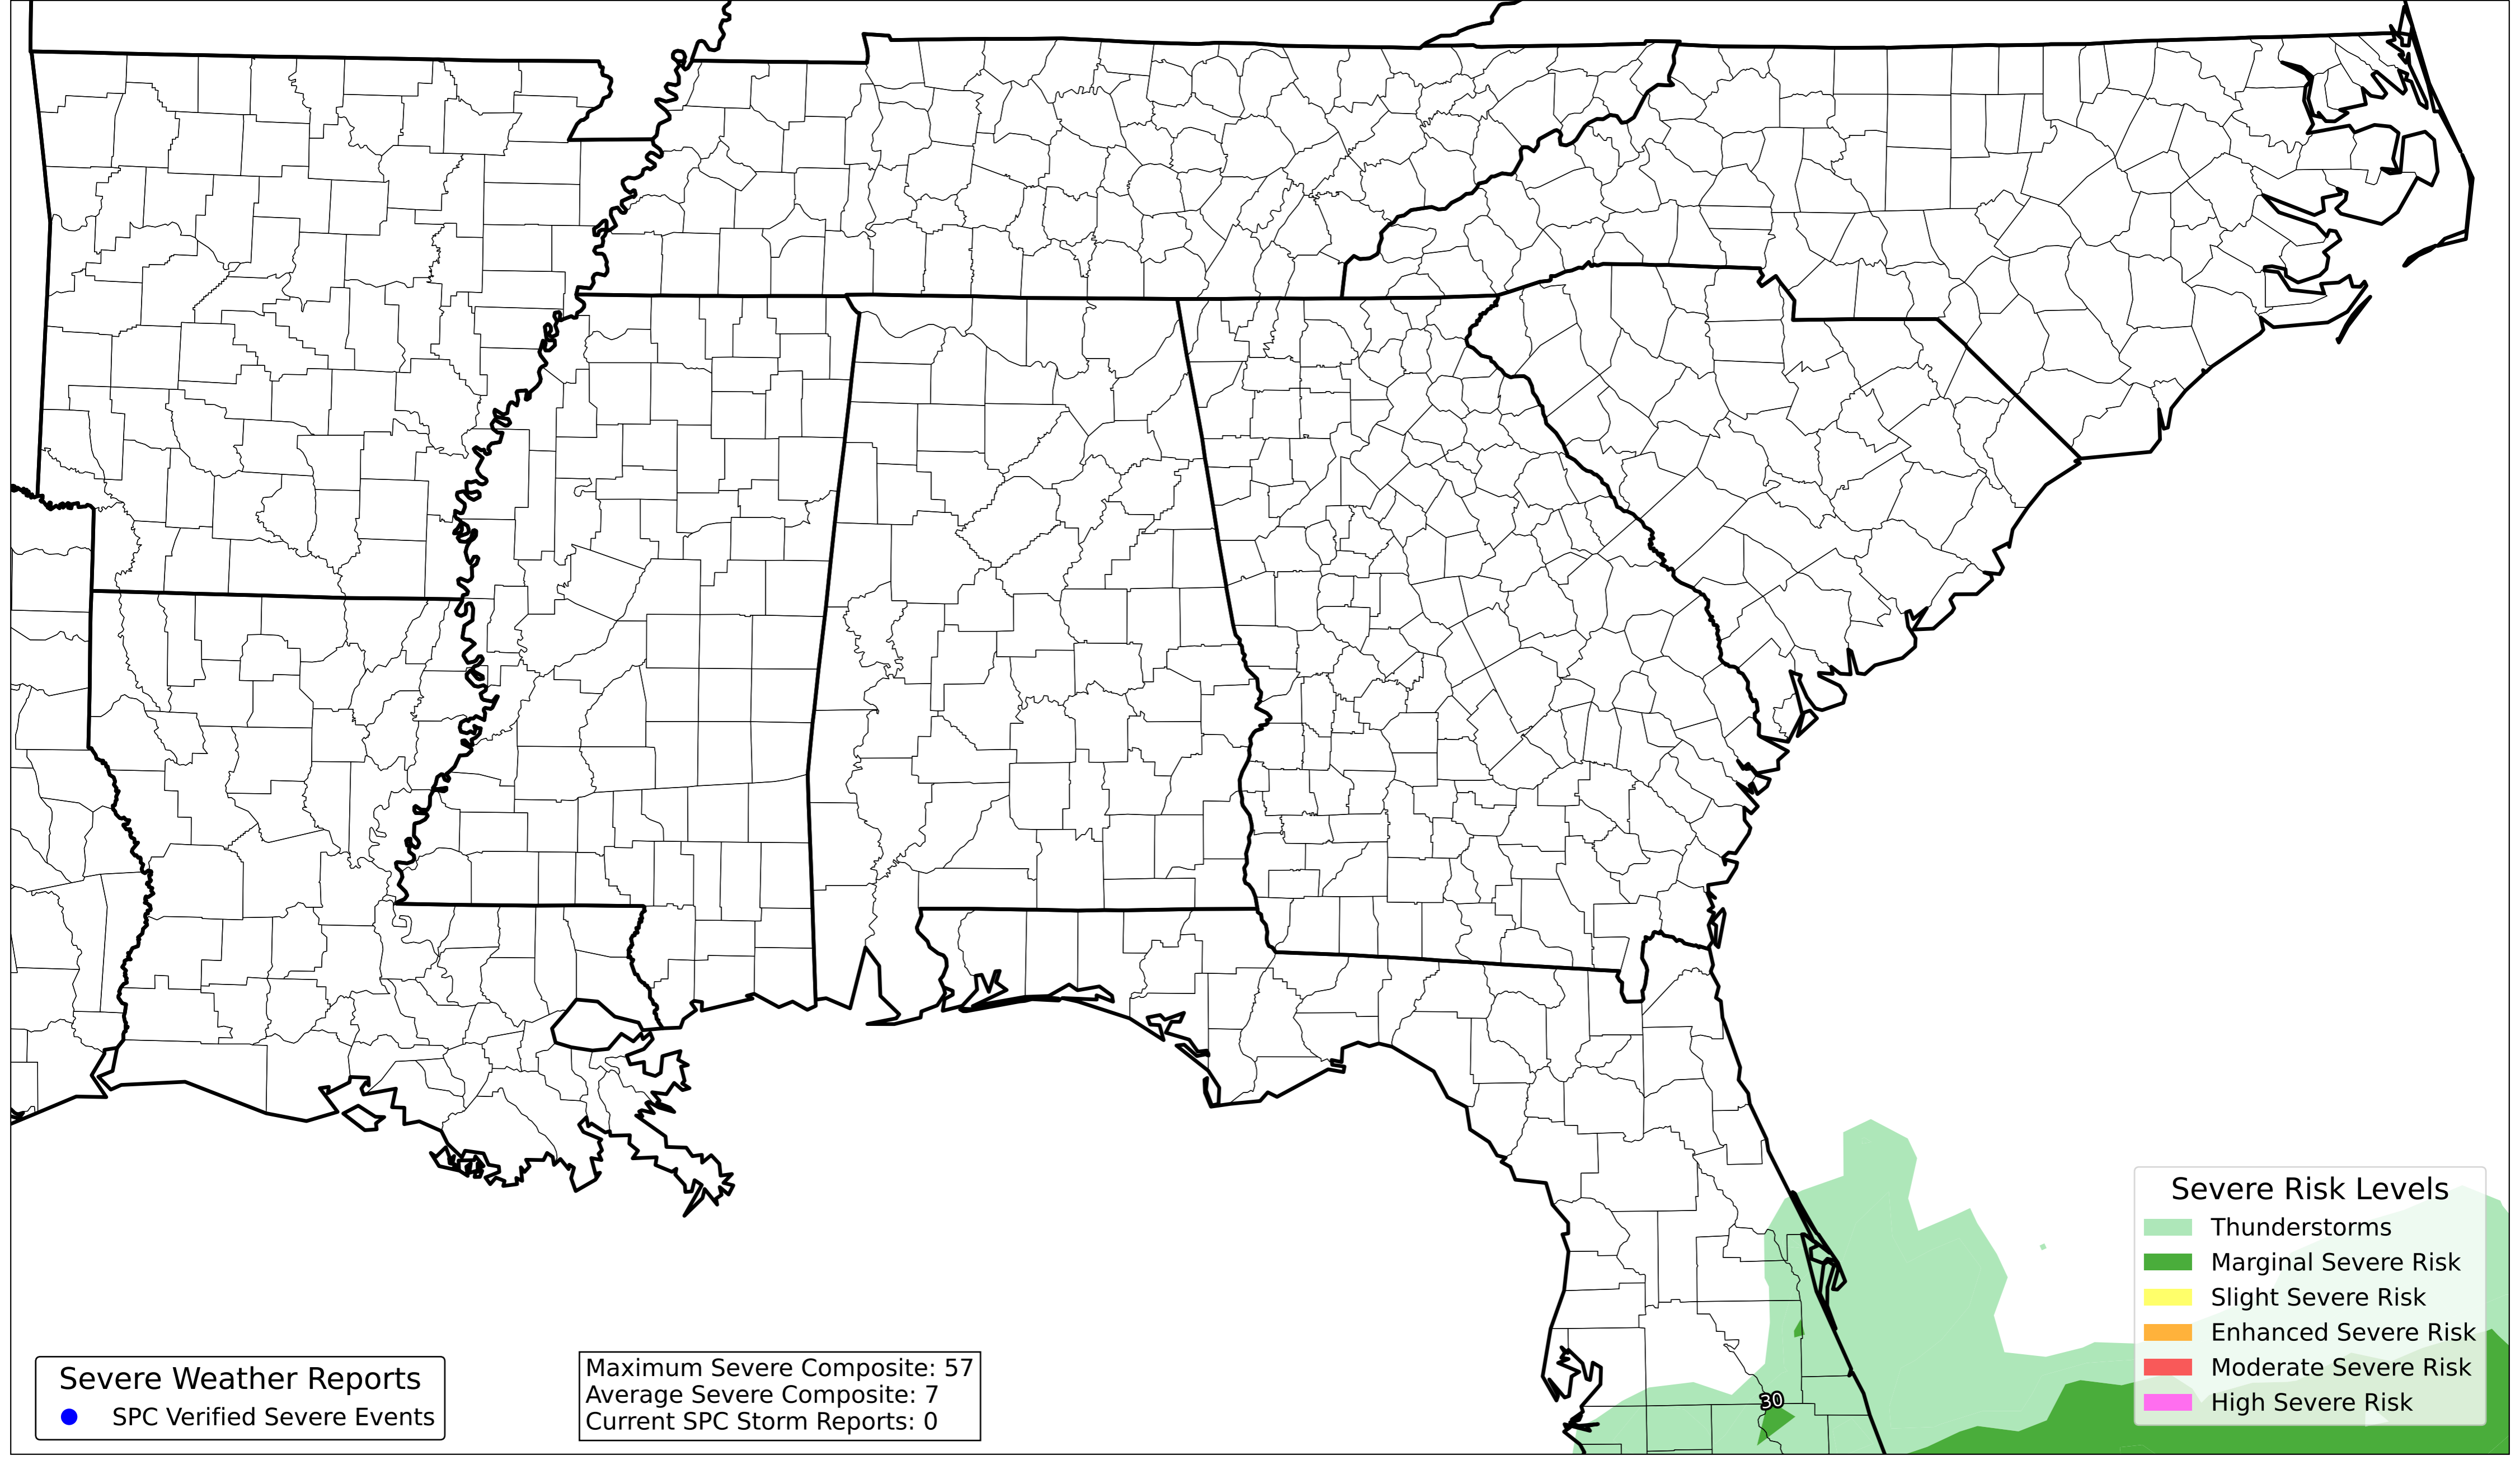 Severe Risk Levels
Thunderstorms
Marginal Severe Risk
Slight Severe Risk
Enhanced Severe Risk
Moderate Severe Risk
High Severe Risk
Severe Weather Reports
SPC Verified Severe Events
Maximum Severe Composite: 57
Average Severe Composite: 7
Current SPC Storm Reports: 0
30